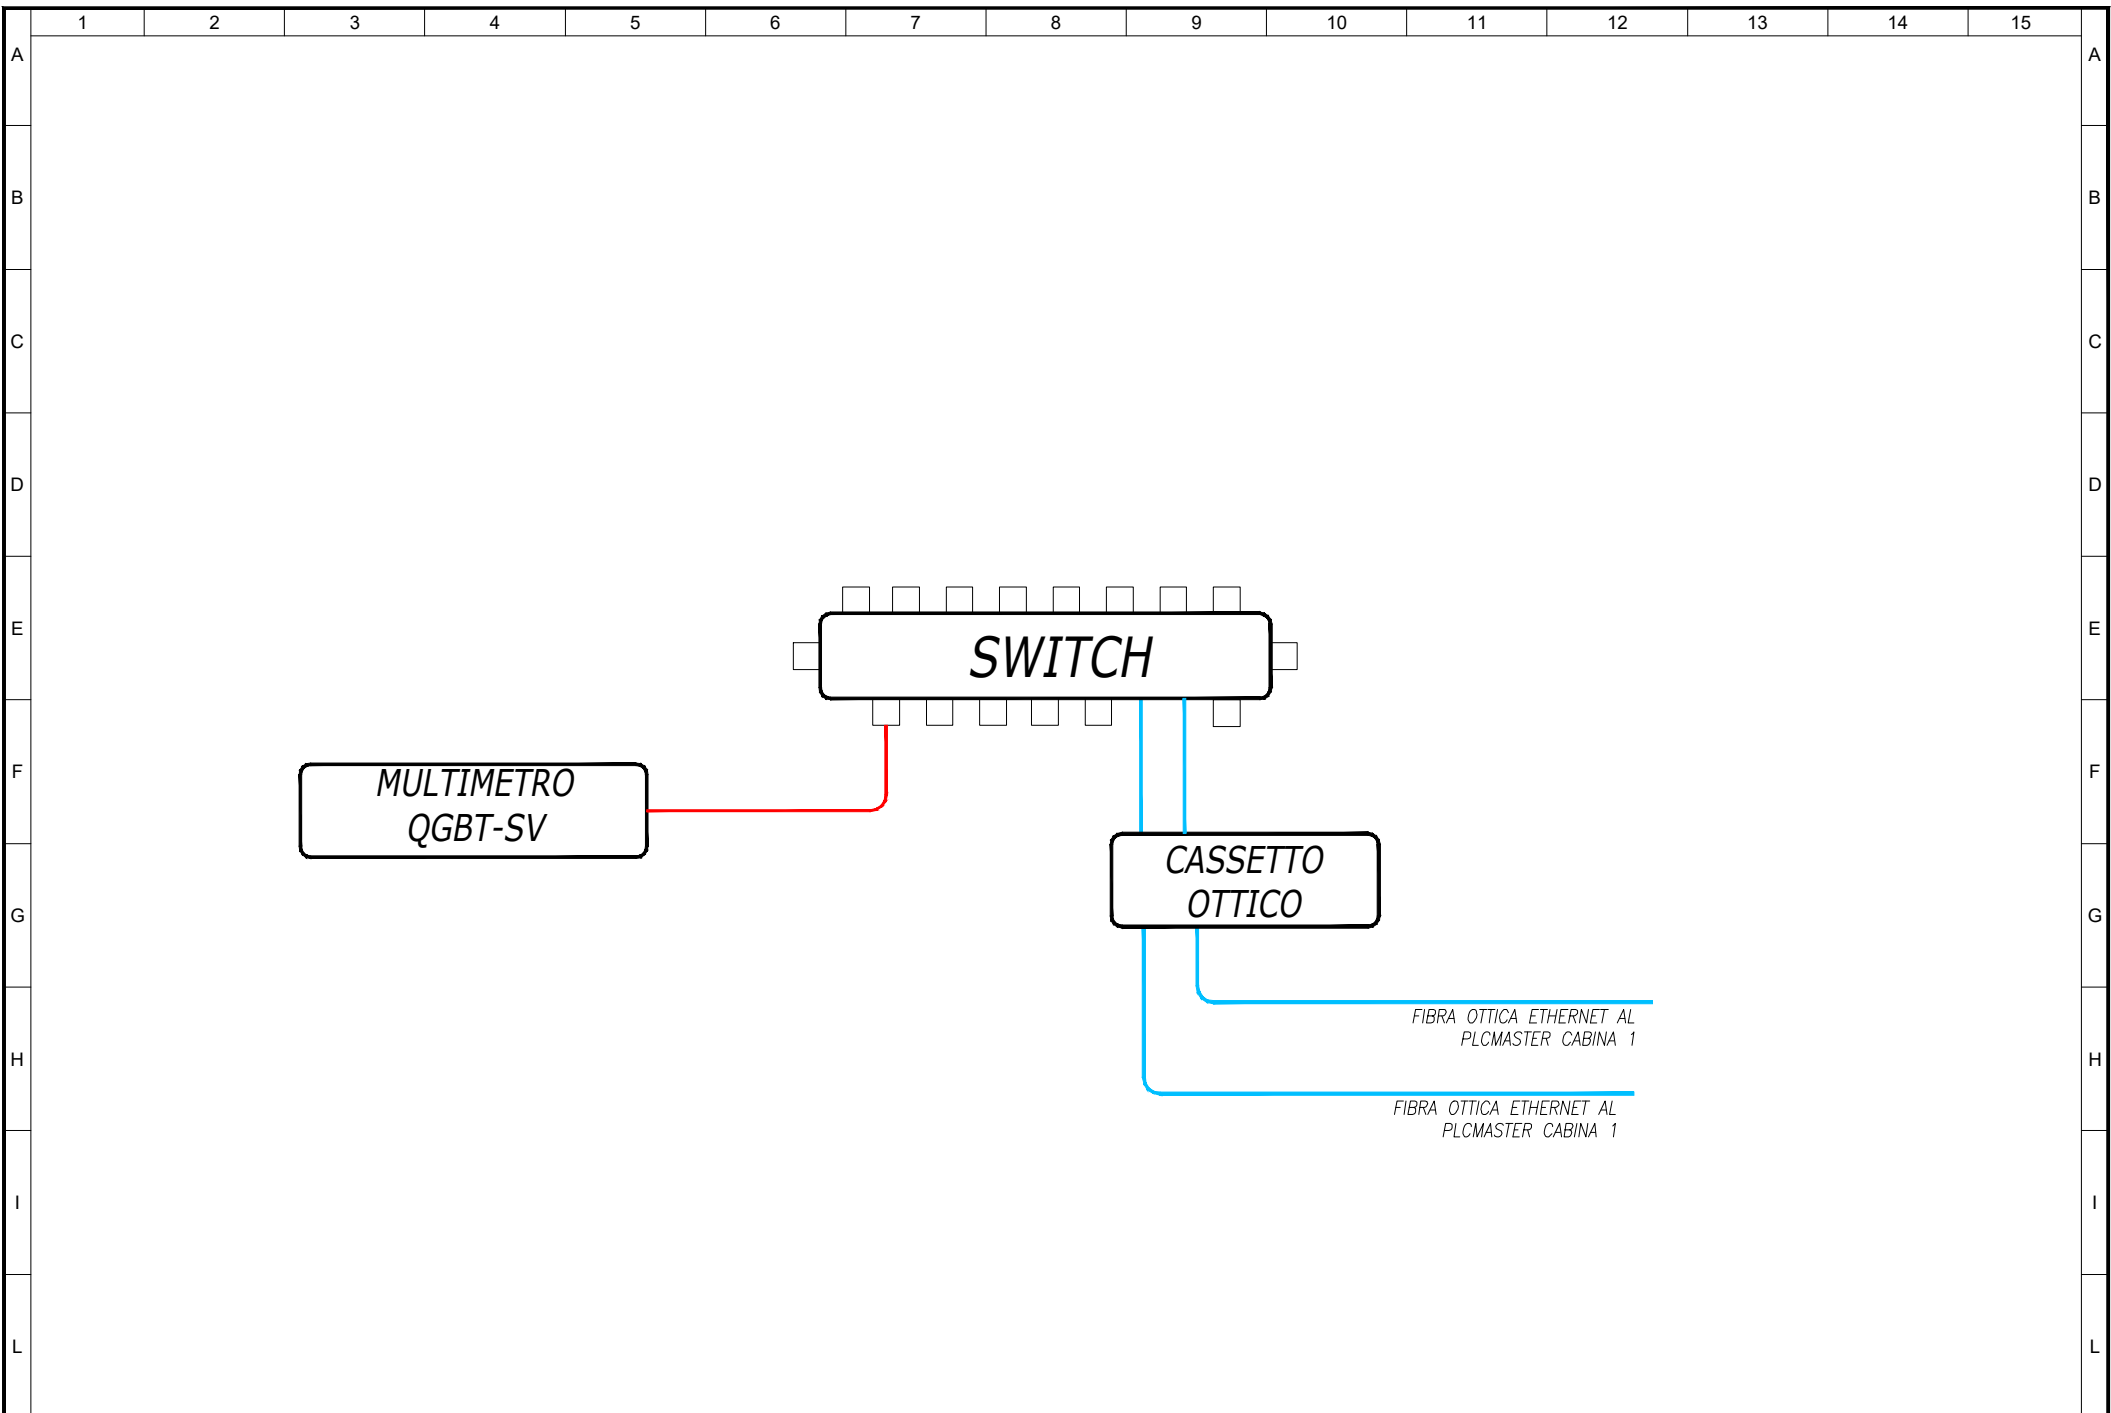 1 2 3 4 5 6 7 8 9 10 11 12 13 14 15
A A
B B
C C
D D
E E
SWITCH
F F
MULTIMETRO
QGBT-SV
CASSETTO
OTTICO
G G
FIBRA OTTICA ETHERNET AL
PLCMASTER CABINA 1
H H
FIBRA OTTICA ETHERNET AL
PLCMASTER CABINA 1
I I
L L